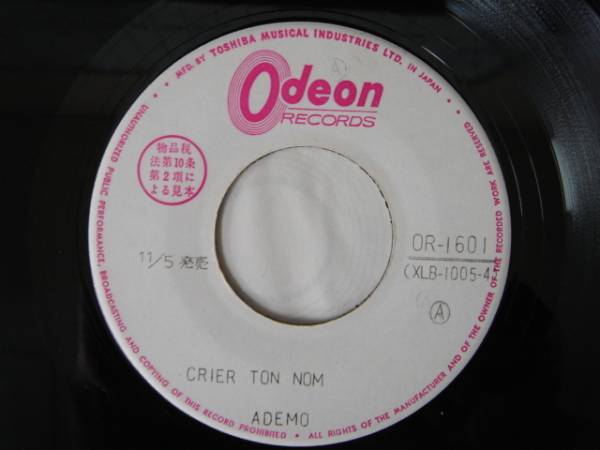 MFD. BY TOSHIBA MUSICAL INDUSTRIES LTD. IN JAPAN
Odeon
RECORDS
物品税
法第10条
第2項に
よる見本
11/5 発売
OR-1601
(XLB-1005-4)
A
CRIER TON NOM
ADEMO
UNAUTHORIZED PUBLIC PERFORMANCE, BROADCASTING AND COPYING OF THIS RECORD PROHIBITED • ALL RIGHTS OF THE MANUFACTURER AND OF THE OWNER OF THE RECORDED WORK ARE RESERVED